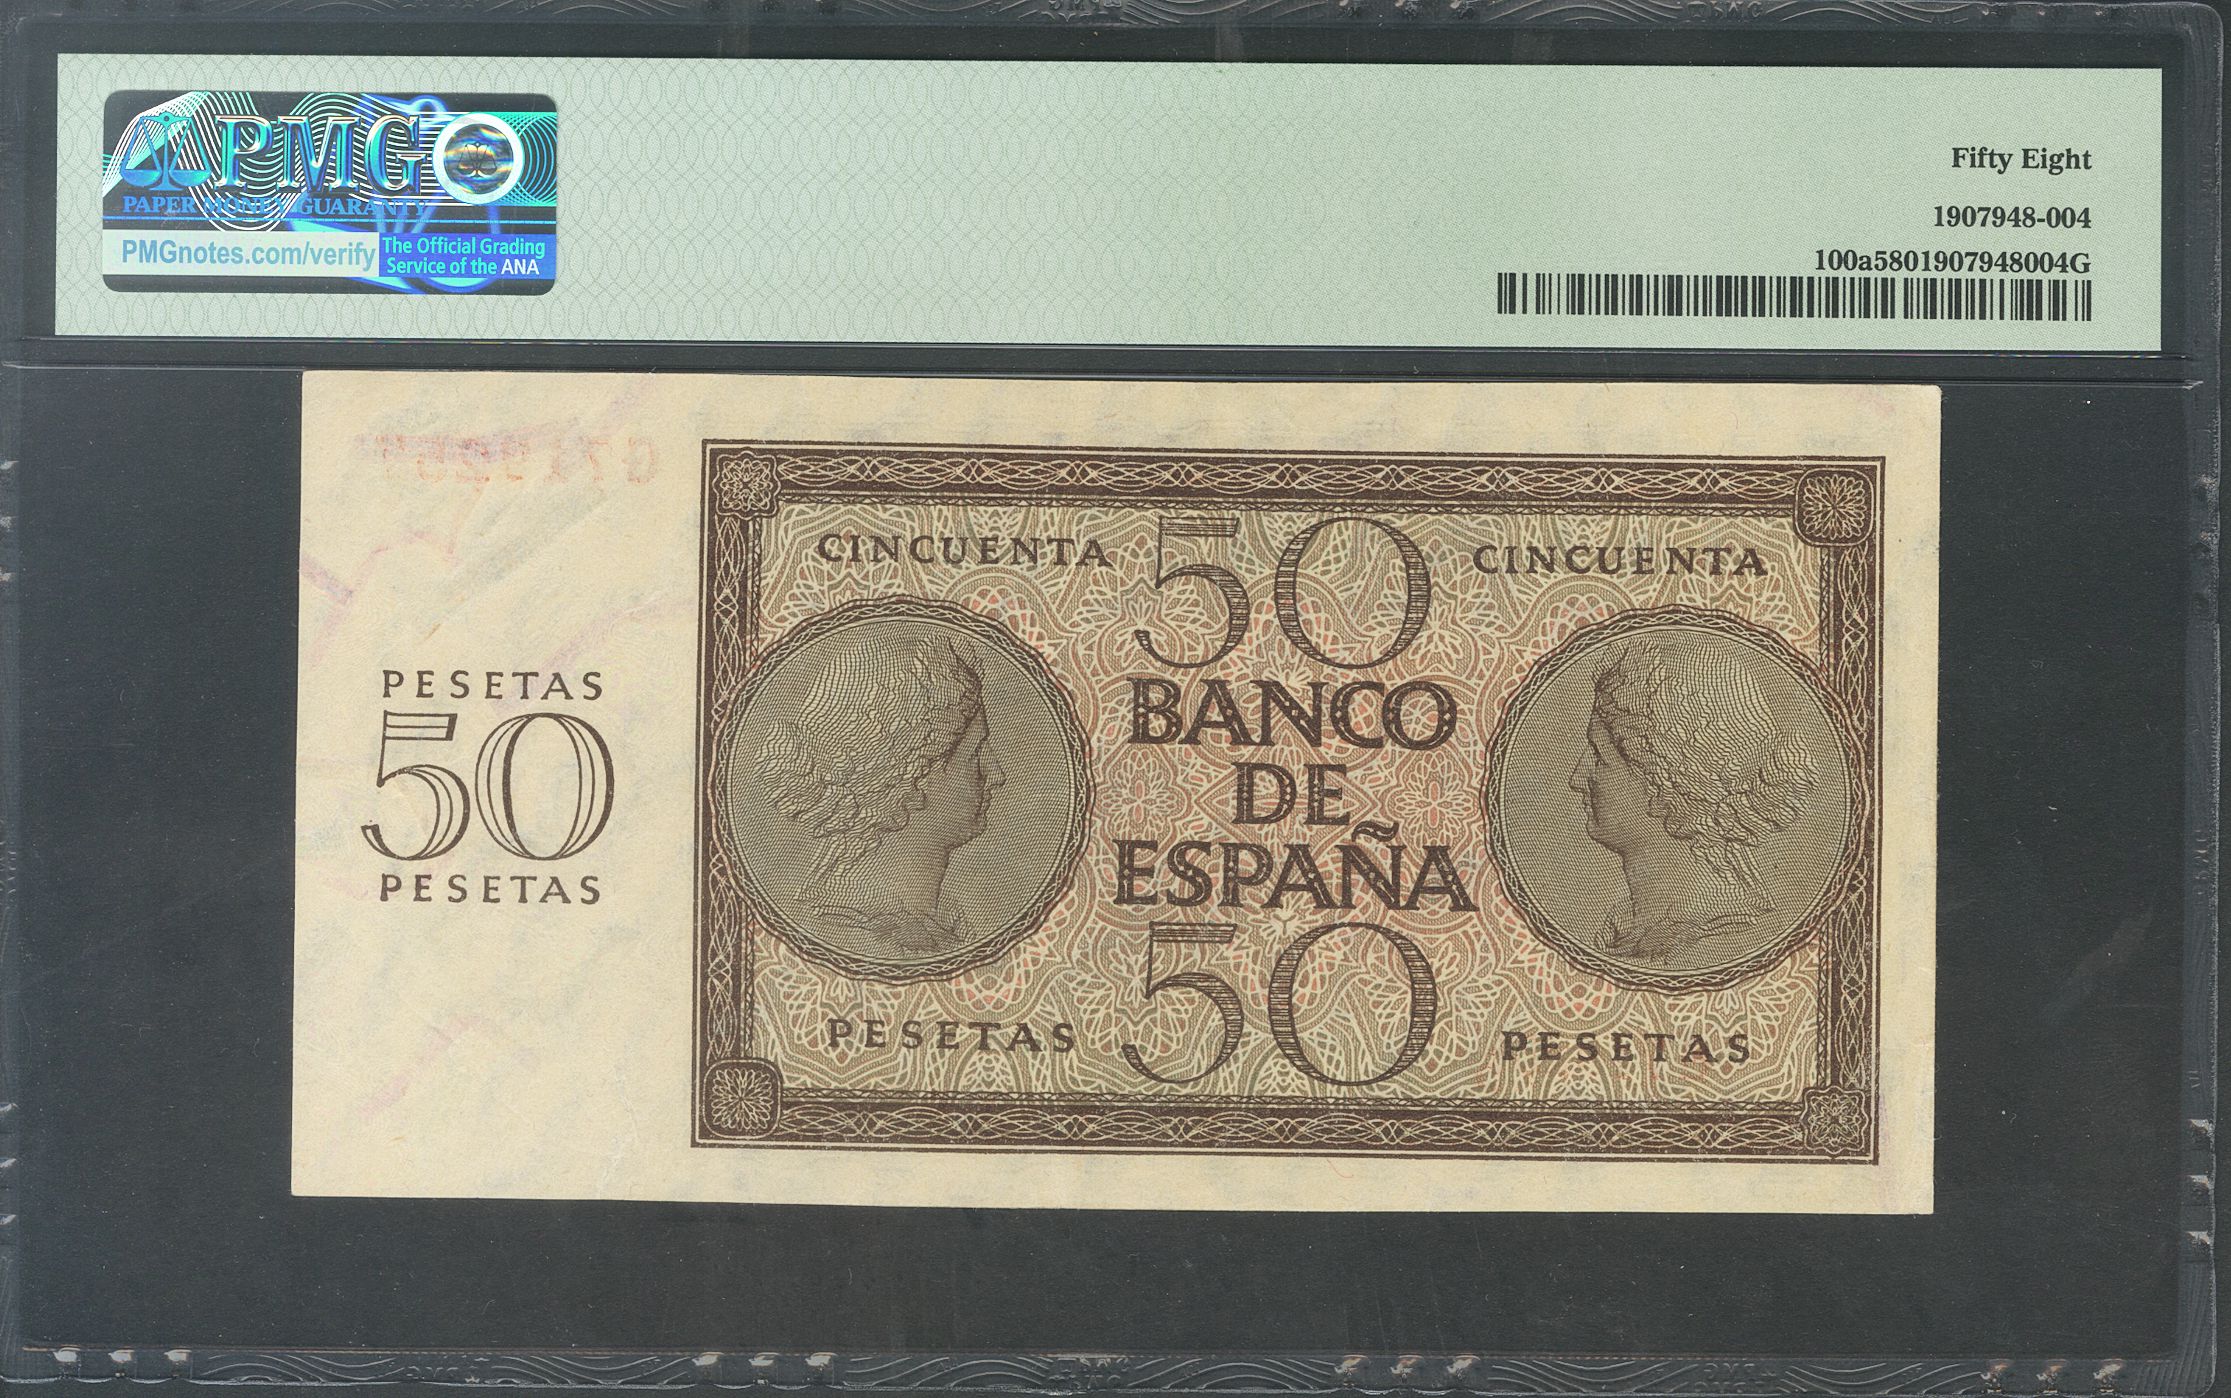 PMG
PAPER MONEY GUARANTY
PMGnotes.com/verify
The Official Grading
Service of the ANA
Fifty Eight
1907948-004
100a5801907948004G
CINCUENTA 50 CINCUENTA
PESETAS
50
PESETAS
BANCO
DE
ESPAÑA
PESETAS 50 PESETAS